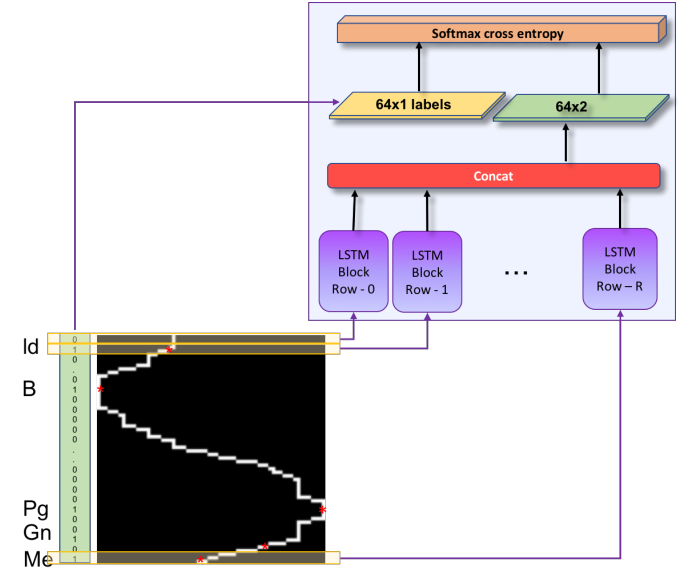 Softmax cross entropy
64x1 labels
64x2
Concat
LSTM
Block
Row - 0
LSTM
Block
Row - 1
...
LSTM
Block
Row – R
Id
B
Pg
Gn
Me